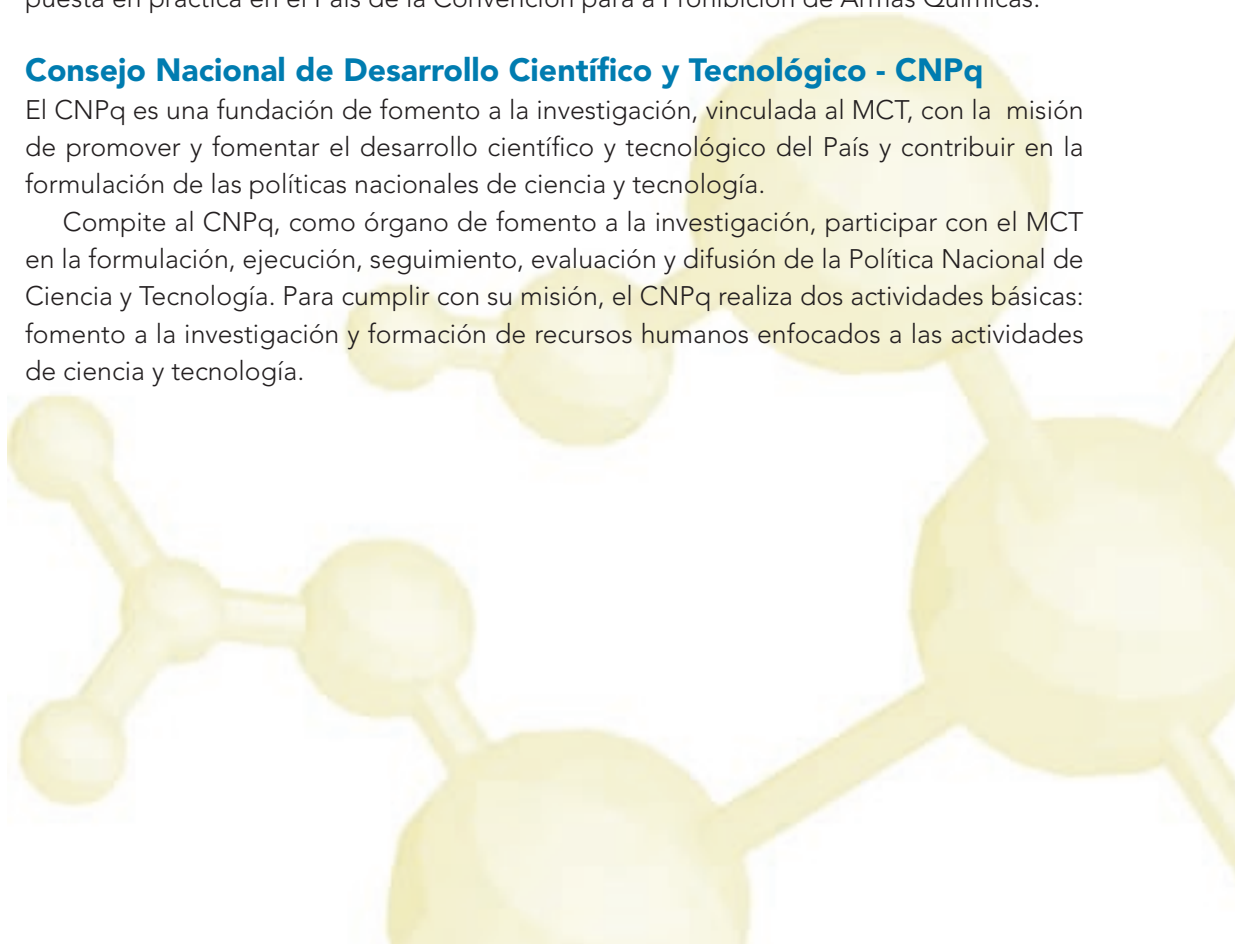 puesta en práctica en el País de la Convención para a Prohibición de Armas Químicas.
Consejo Nacional de Desarrollo Científico y Tecnológico - CNPq
El CNPq es una fundación de fomento a la investigación, vinculada al MCT, con la misión
de promover y fomentar el desarrollo científico y tecnológico del País y contribuir en la
formulación de las políticas nacionales de ciencia y tecnología.
Compite al CNPq, como órgano de fomento a la investigación, participar con el MCT
en la formulación, ejecución, seguimiento, evaluación y difusión de la Política Nacional de
Ciencia y Tecnología. Para cumplir con su misión, el CNPq realiza dos actividades básicas:
fomento a la investigación y formación de recursos humanos enfocados a las actividades
de ciencia y tecnología.